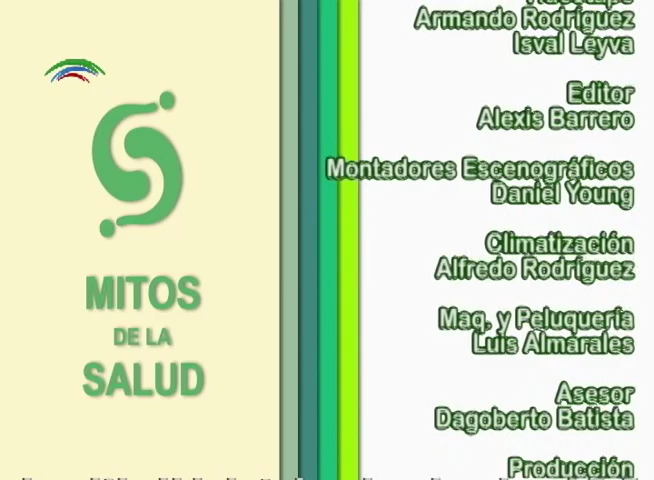 MITOS
DE LA
SALUD
Armando Rodríguez
Isval Leyva
Editor
Alexis Barrero
Montadores Escenográficos
Daniel Young
Climatización
Alfredo Rodríguez
Maq. y Peluquería
Luis Almarales
Asesor
Dagoberto Batista
Producción